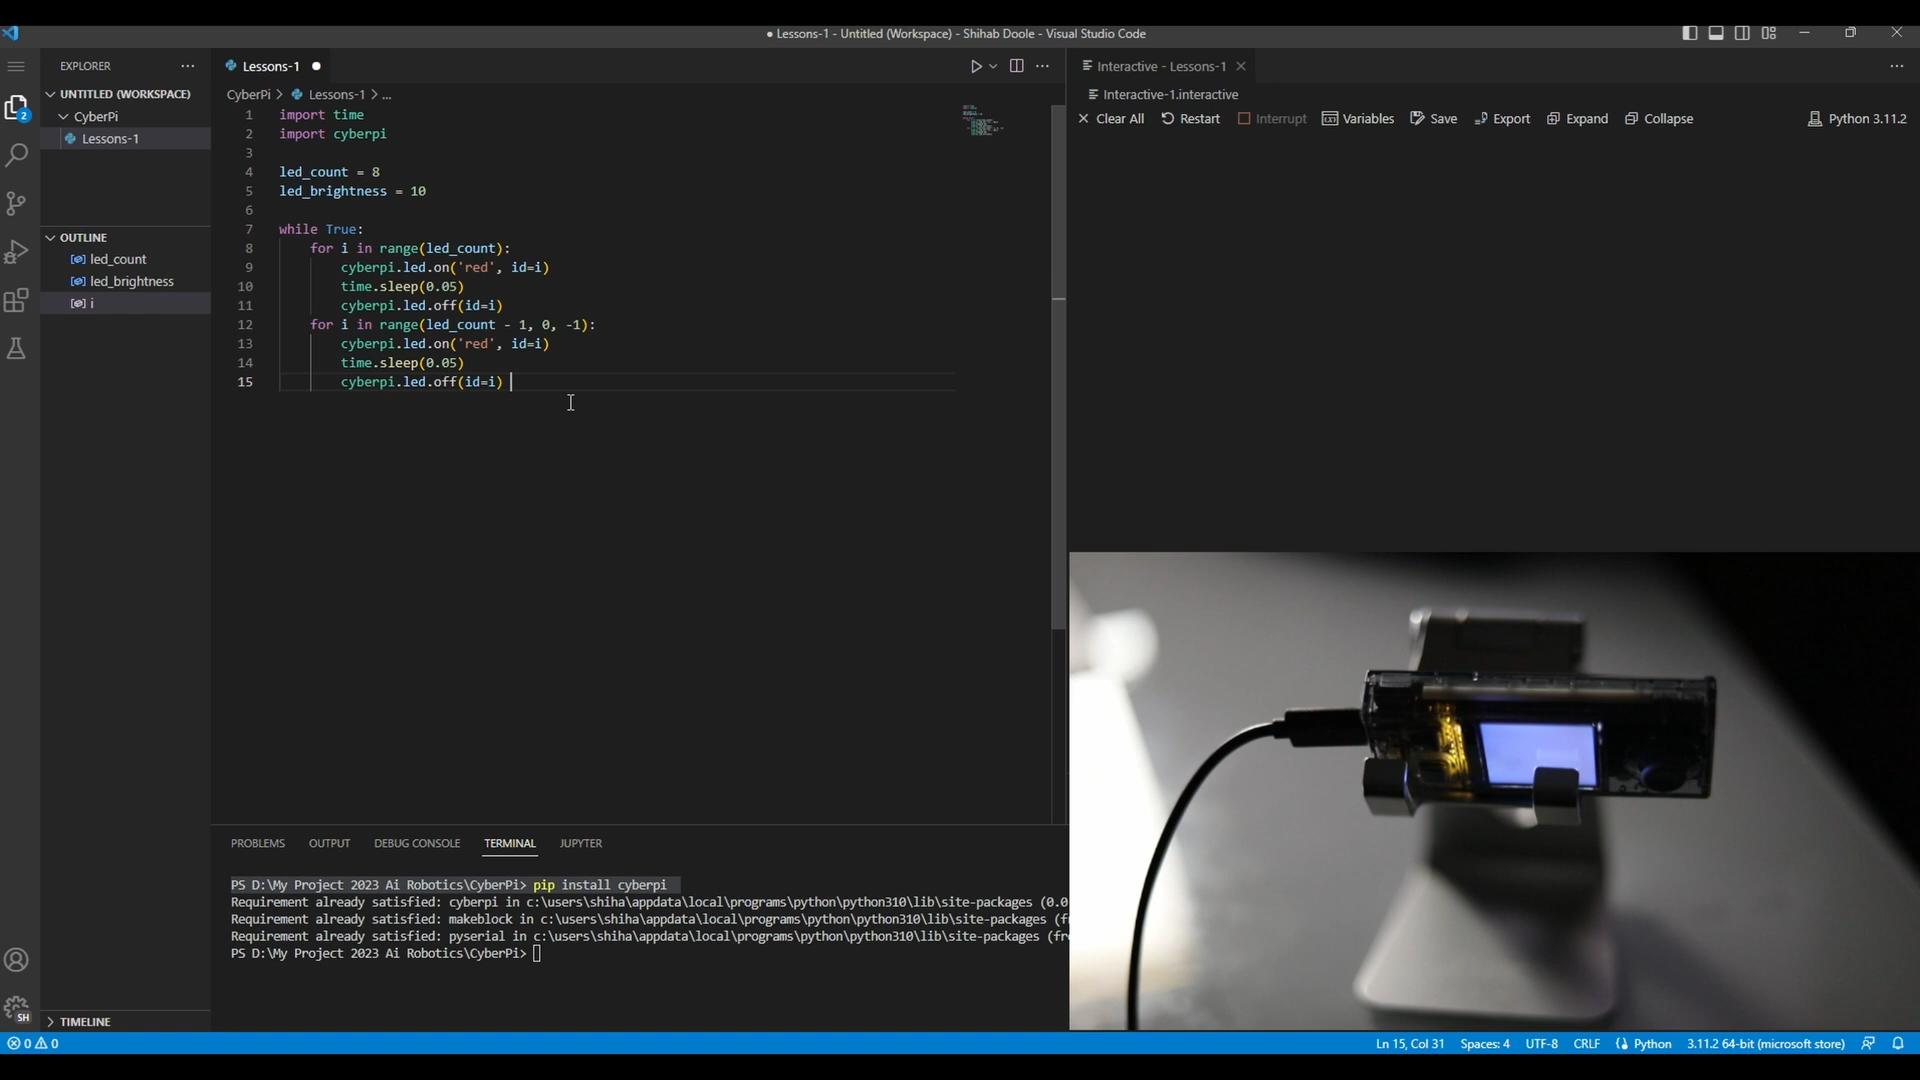 ● Lessons-1 - Untitled (Workspace) - Shihab Doole - Visual Studio Code
EXPLORER
UNTITLED (WORKSPACE)
CyberPi
Lessons-1
2
OUTLINE
led_count
led_brightness
i
SH
TIMELINE
Lessons-1 ●
CyberPi > Lessons-1 > ...
1 import time
2 import cyberpi
3
4 led_count = 8
5 led_brightness = 10
6
7 while True:
8 for i in range(led_count):
9 cyberpi.led.on('red', id=i)
10 time.sleep(0.05)
11 cyberpi.led.off(id=i)
12 for i in range(led_count - 1, 0, -1):
13 cyberpi.led.on('red', id=i)
14 time.sleep(0.05)
15 cyberpi.led.off(id=i)
Interactive - Lessons-1
Interactive-1.interactive
Clear All Restart Interrupt Variables Save Export Expand Collapse Python 3.11.2
PROBLEMS OUTPUT DEBUG CONSOLE TERMINAL JUPYTER
PS D:\My Project 2023 Ai Robotics\CyberPi> pip install cyberpi
Requirement already satisfied: cyberpi in c:\users\shiha\appdata\local\programs\python\python310\lib\site-packages (0.0
Requirement already satisfied: makeblock in c:\users\shiha\appdata\local\programs\python\python310\lib\site-packages (fr
Requirement already satisfied: pyserial in c:\users\shiha\appdata\local\programs\python\python310\lib\site-packages (fr
PS D:\My Project 2023 Ai Robotics\CyberPi>
0 0 Ln 15, Col 31 Spaces: 4 UTF-8 CRLF Python 3.11.2 64-bit (microsoft store)